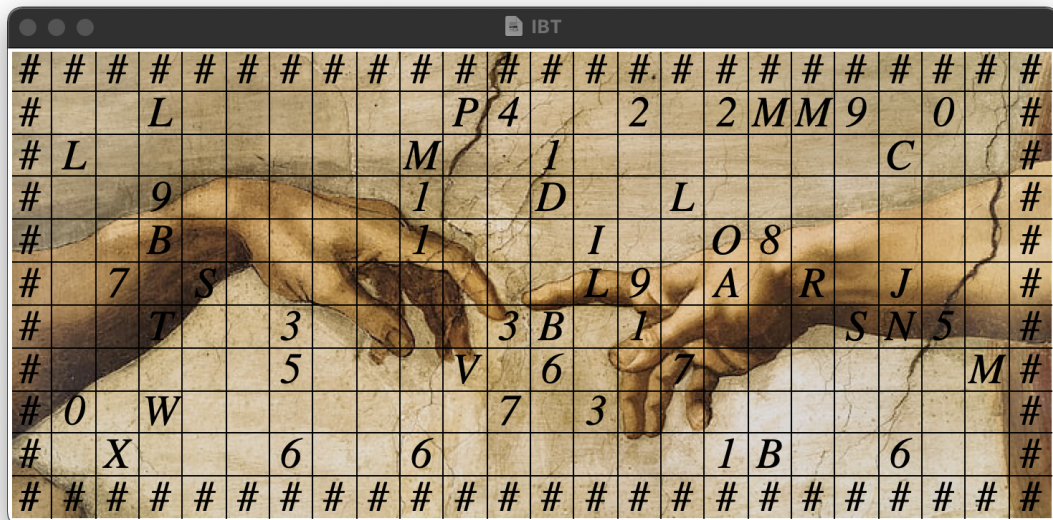 IBT
# # # # # # # # # # # # # # # # # # # # # # # #
# L P 4 2 2 M M 9 0 #
# L M 1 C #
# 9 1 D L #
# B 1 I O 8 #
# 7 S L 9 A R J #
# T 3 3 B 1 S N 5 #
# 5 V 6 7 M #
# 0 W 7 3 #
# X 6 6 1 B 6 #
# # # # # # # # # # # # # # # # # # # # # # # #